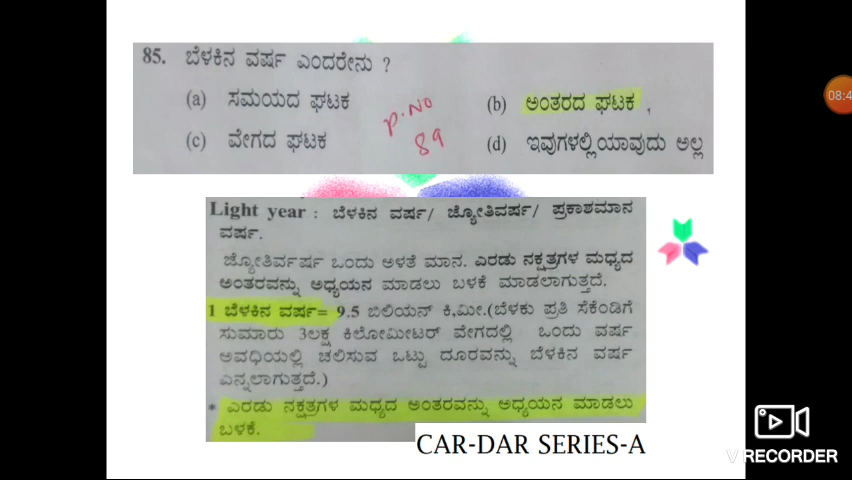 85. ಬೆಳಕಿನ ವರ್ಷ ಎಂದರೇನು ?
(a) ಸಮಯದ ಘಟಕ
(b) ಅಂತರದ ಘಟಕ ,
(c) ವೇಗದ ಘಟಕ
(d) ಇವುಗಳಲ್ಲಿಯಾವುದು ಅಲ್ಲ
P. NO
89
08:4
Light year : ಬೆಳಕಿನ ವರ್ಷ/ ಜ್ಯೋತಿವರ್ಷ/ ಪ್ರಕಾಶಮಾನ
ವರ್ಷ.
ಜ್ಯೋತಿರ್ವರ್ಷ ಒಂದು ಅಳತೆ ಮಾನ. ಎರಡು ನಕ್ಷತ್ರಗಳ ಮಧ್ಯದ
ಅಂತರವನ್ನು ಅಧ್ಯಯನ ಮಾಡಲು ಬಳಕೆ ಮಾಡಲಾಗುತ್ತದೆ.
1 ಬೆಳಕಿನ ವರ್ಷ= 9.5 ಬಿಲಿಯನ್ ಕಿ,ಮೀ.(ಬೆಳಕು ಪ್ರತಿ ಸೆಕೆಂಡಿಗೆ
ಸುಮಾರು 3ಲಕ್ಷ ಕಿಲೋಮೀಟರ್ ವೇಗದಲ್ಲಿ ಒಂದು ವರ್ಷ
ಅವಧಿಯಲ್ಲಿ ಚಲಿಸುವ ಒಟ್ಟು ದೂರವನ್ನು ಬೆಳಕಿನ ವರ್ಷ
ಎನ್ನಲಾಗುತ್ತದೆ.)
* ಎರಡು ನಕ್ಷತ್ರಗಳ ಮಧ್ಯದ ಅಂತರವನ್ನು ಅಧ್ಯಯನ ಮಾಡಲು
ಬಳಕೆ.
CAR-DAR SERIES-A
V RECORDER